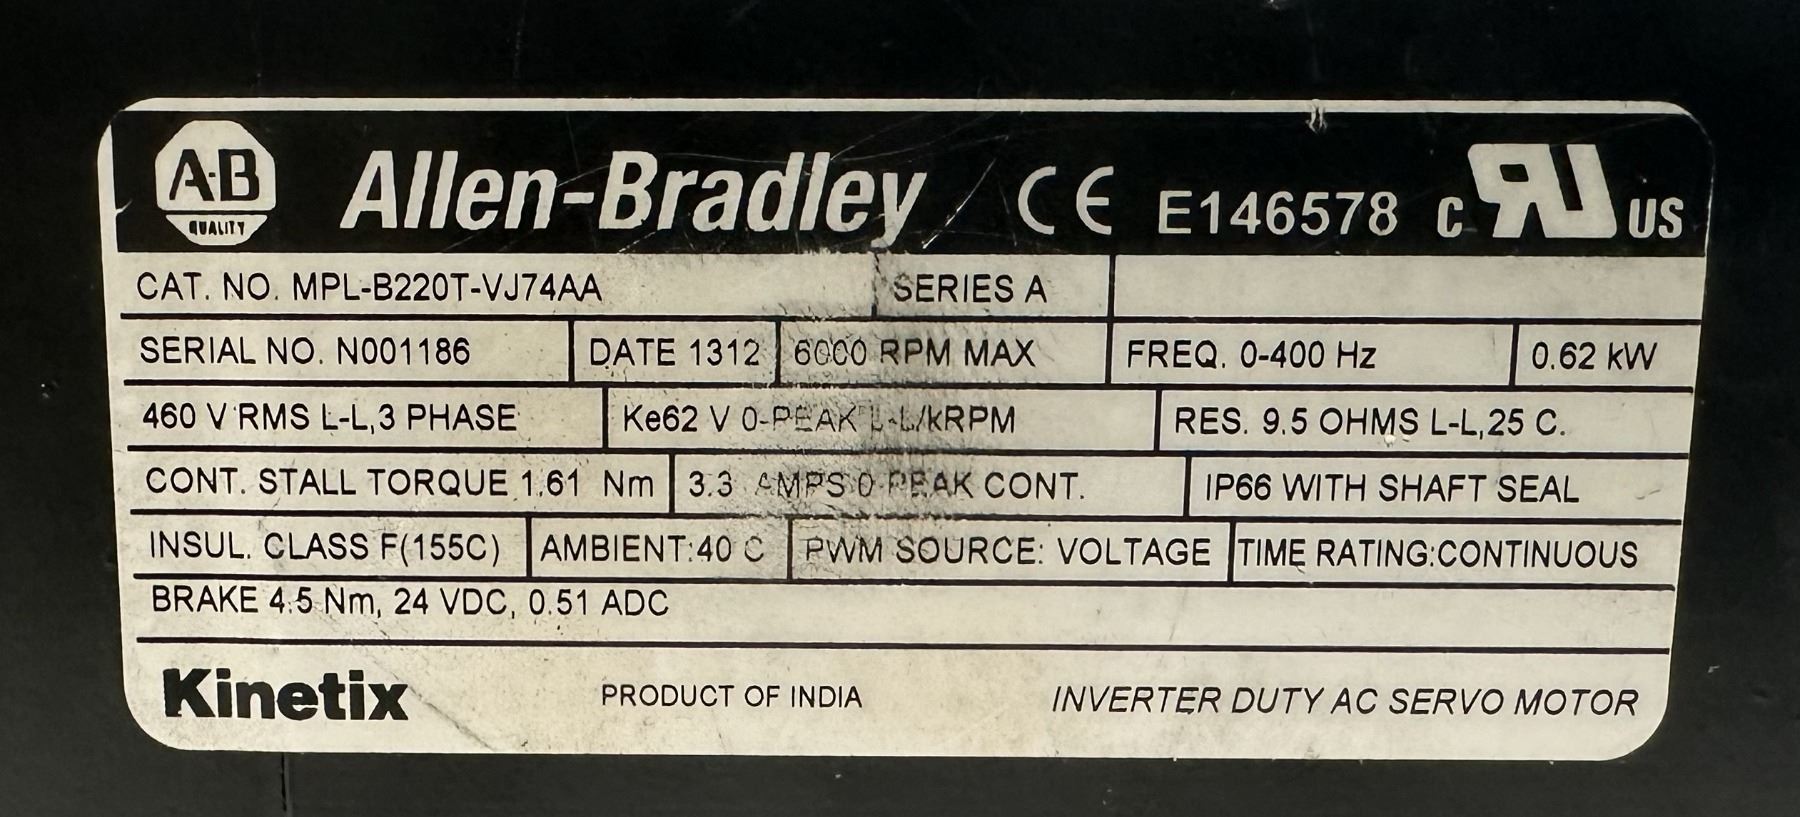 A-B QUALITY Allen-Bradley CE E146578 c RU US
CAT. NO. MPL-B220T-VJ74AA SERIES A
SERIAL NO. N001186 DATE 1312 6000 RPM MAX FREQ. 0-400 Hz 0.62 kW
460 V RMS L-L,3 PHASE Ke62 V 0-PEAK L-L/kRPM RES. 9.5 OHMS L-L,25 C.
CONT. STALL TORQUE 1.61 Nm 3.3 AMPS 0-PEAK CONT. IP66 WITH SHAFT SEAL
INSUL. CLASS F(155C) AMBIENT:40 C PWM SOURCE: VOLTAGE TIME RATING:CONTINUOUS
BRAKE 4.5 Nm, 24 VDC, 0.51 ADC
Kinetix PRODUCT OF INDIA INVERTER DUTY AC SERVO MOTOR